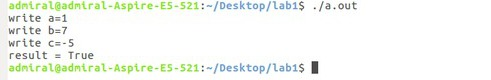 admiral@admiral-Aspire-E5-521:~/Desktop/lab1$ ./a.out
write a=1
write b=7
write c=-5
result = True
admiral@admiral-Aspire-E5-521:~/Desktop/lab1$